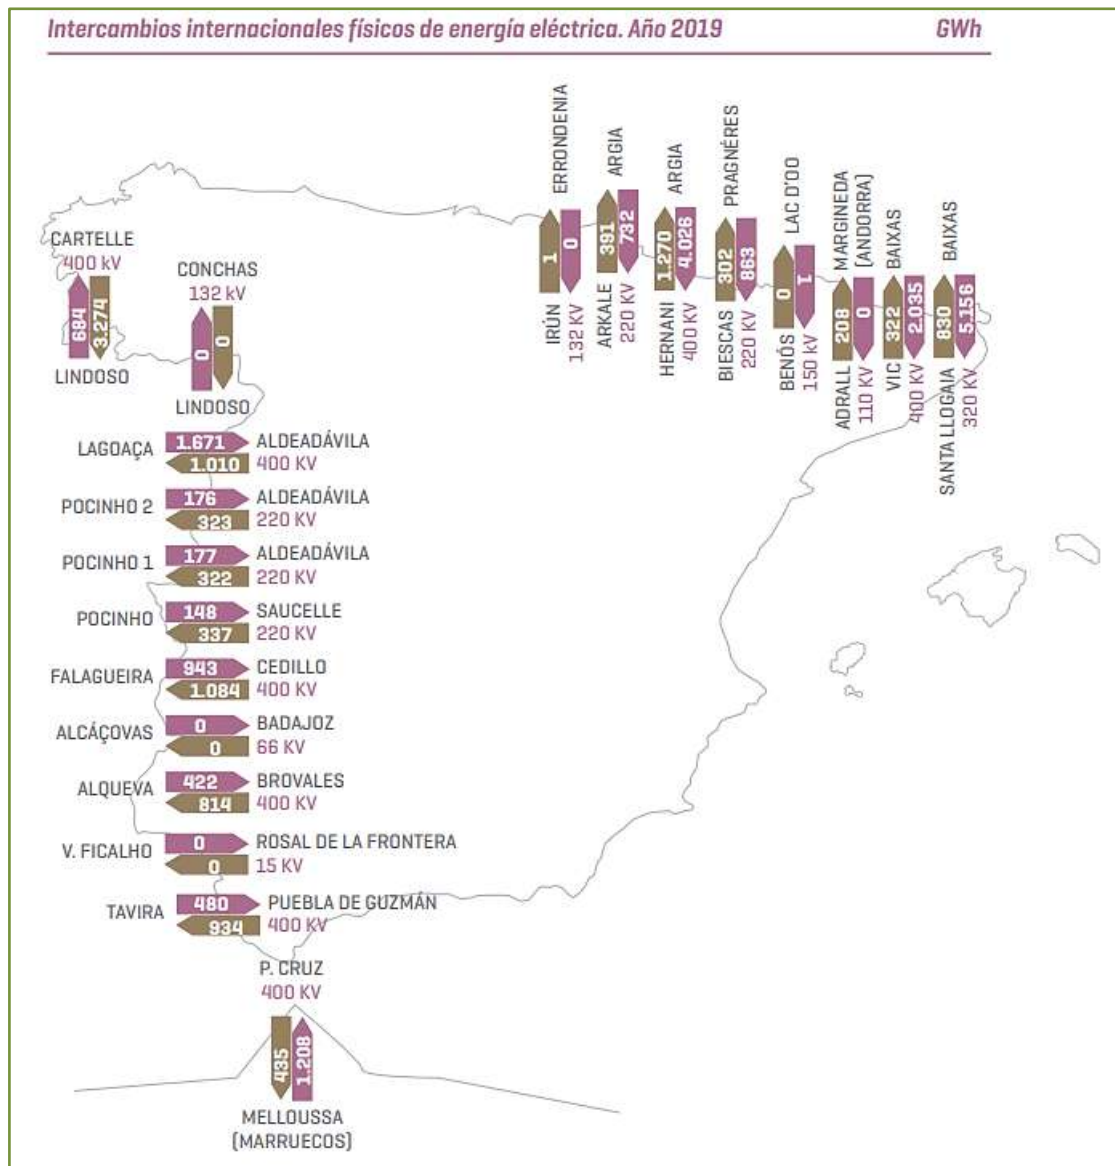 Intercambios internacionales físicos de energía eléctrica. Año 2019 GWh
ERRONDENIA
1
0
IRÚN
132 KV
ARGIA
391
732
ARKALE
220 KV
ARGIA
1.270
4.026
HERNANI
400 KV
PRAGNÉRES
302
863
BIESCAS
220 KV
LAC D'OO
0
1
BENÓS
150 kV
MARGINEDA
(ANDORRA)
208
0
ADRALL
110 KV
BAIXAS
322
2.035
VIC
400 KV
BAIXAS
830
5.156
SANTA LLOGAIA
320 KV
CARTELLE
400 kV
684
3.274
LINDOSO
CONCHAS
132 kV
0
0
LINDOSO
LAGOAÇA
1.671
1.010
ALDEADÁVILA
400 KV
POCINHO 2
176
323
ALDEADÁVILA
220 KV
POCINHO 1
177
322
ALDEADÁVILA
220 KV
POCINHO
148
337
SAUCELLE
220 KV
FALAGUEIRA
943
1.084
CEDILLO
400 KV
ALCÁÇOVAS
0
0
BADAJOZ
66 KV
ALQUEVA
422
814
BROVALES
400 KV
V. FICALHO
0
0
ROSAL DE LA FRONTERA
15 KV
TAVIRA
480
934
PUEBLA DE GUZMÁN
400 KV
P. CRUZ
400 KV
435
1.208
MELLOUSSA
(MARRUECOS)